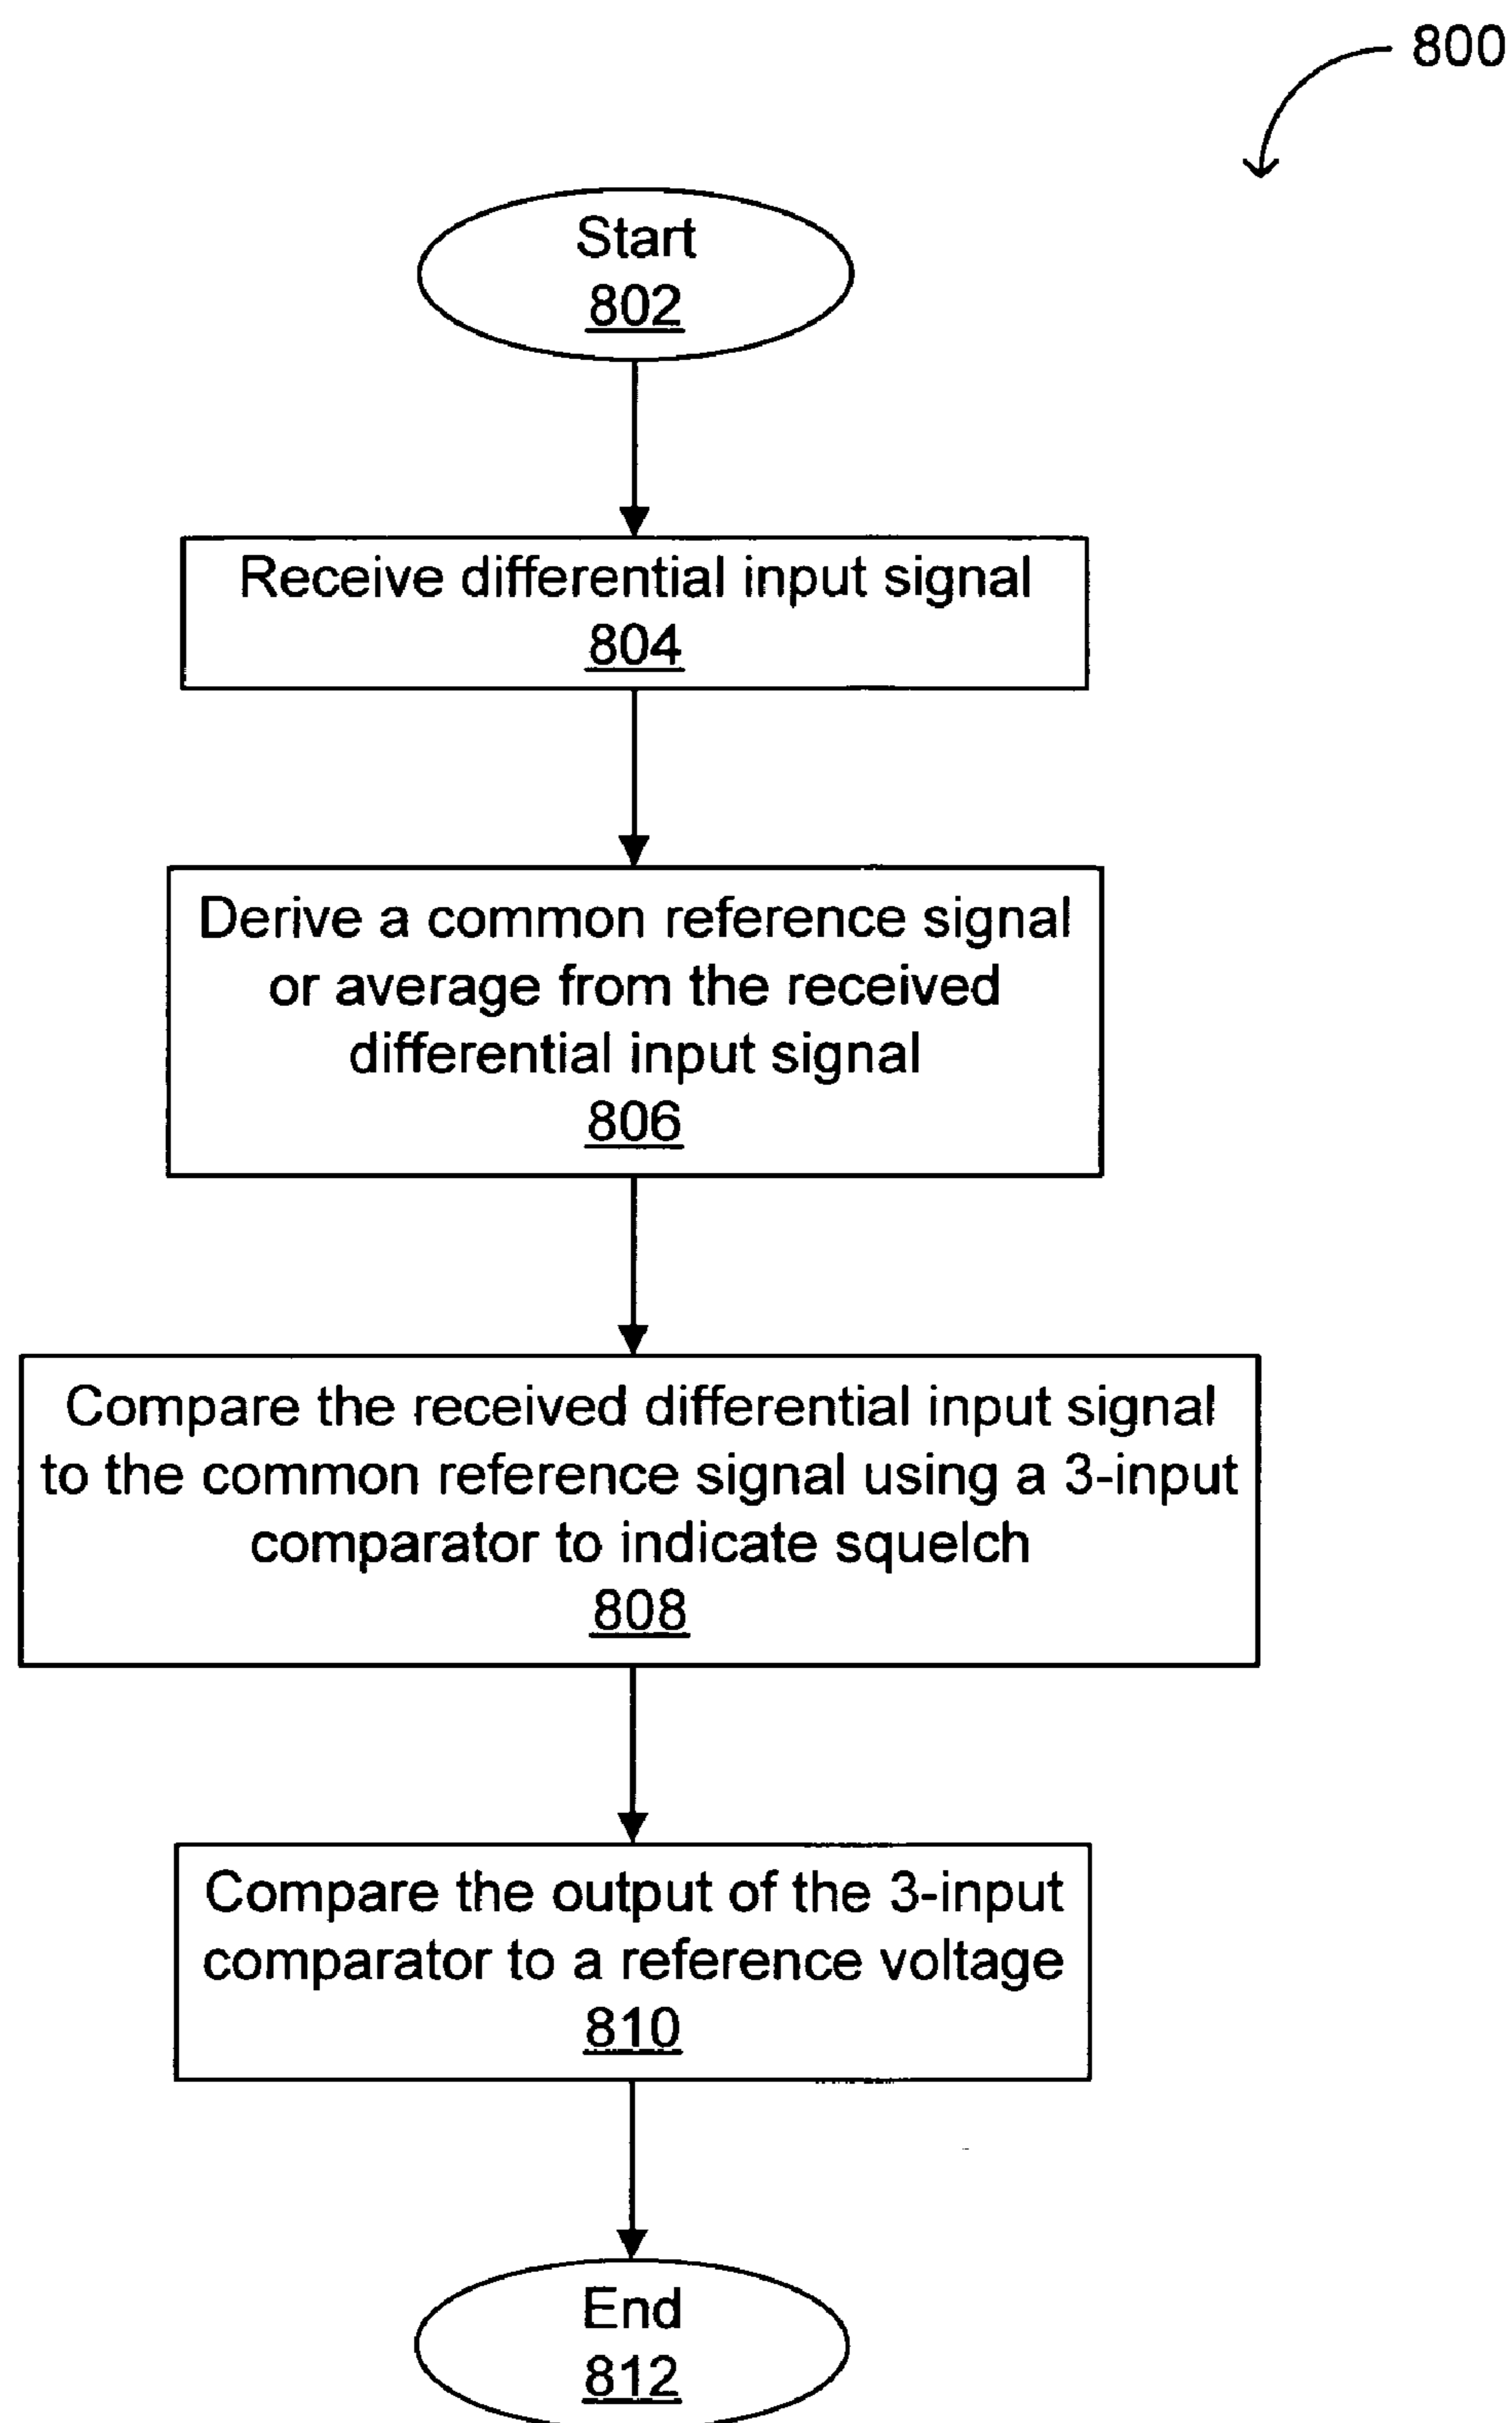 800
Start
802
Receive differential input signal
804
Derive a common reference signal
or average from the received
differential input signal
806
Compare the received differential input signal
to the common reference signal using a 3-input
comparator to indicate squelch
808
Compare the output of the 3-input
comparator to a reference voltage
810
End
812